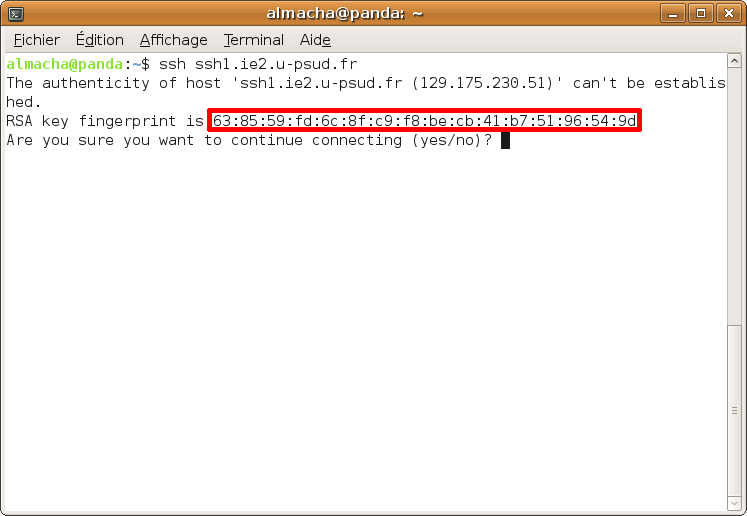 almacha@panda: ~
Fichier Édition Affichage Terminal Aide
almacha@panda:~$ ssh ssh1.ie2.u-psud.fr
The authenticity of host 'ssh1.ie2.u-psud.fr (129.175.230.51)' can't be establis
hed.
RSA key fingerprint is 63:85:59:fd:6c:8f:c9:f8:be:cb:41:b7:51:96:54:9d
Are you sure you want to continue connecting (yes/no)?